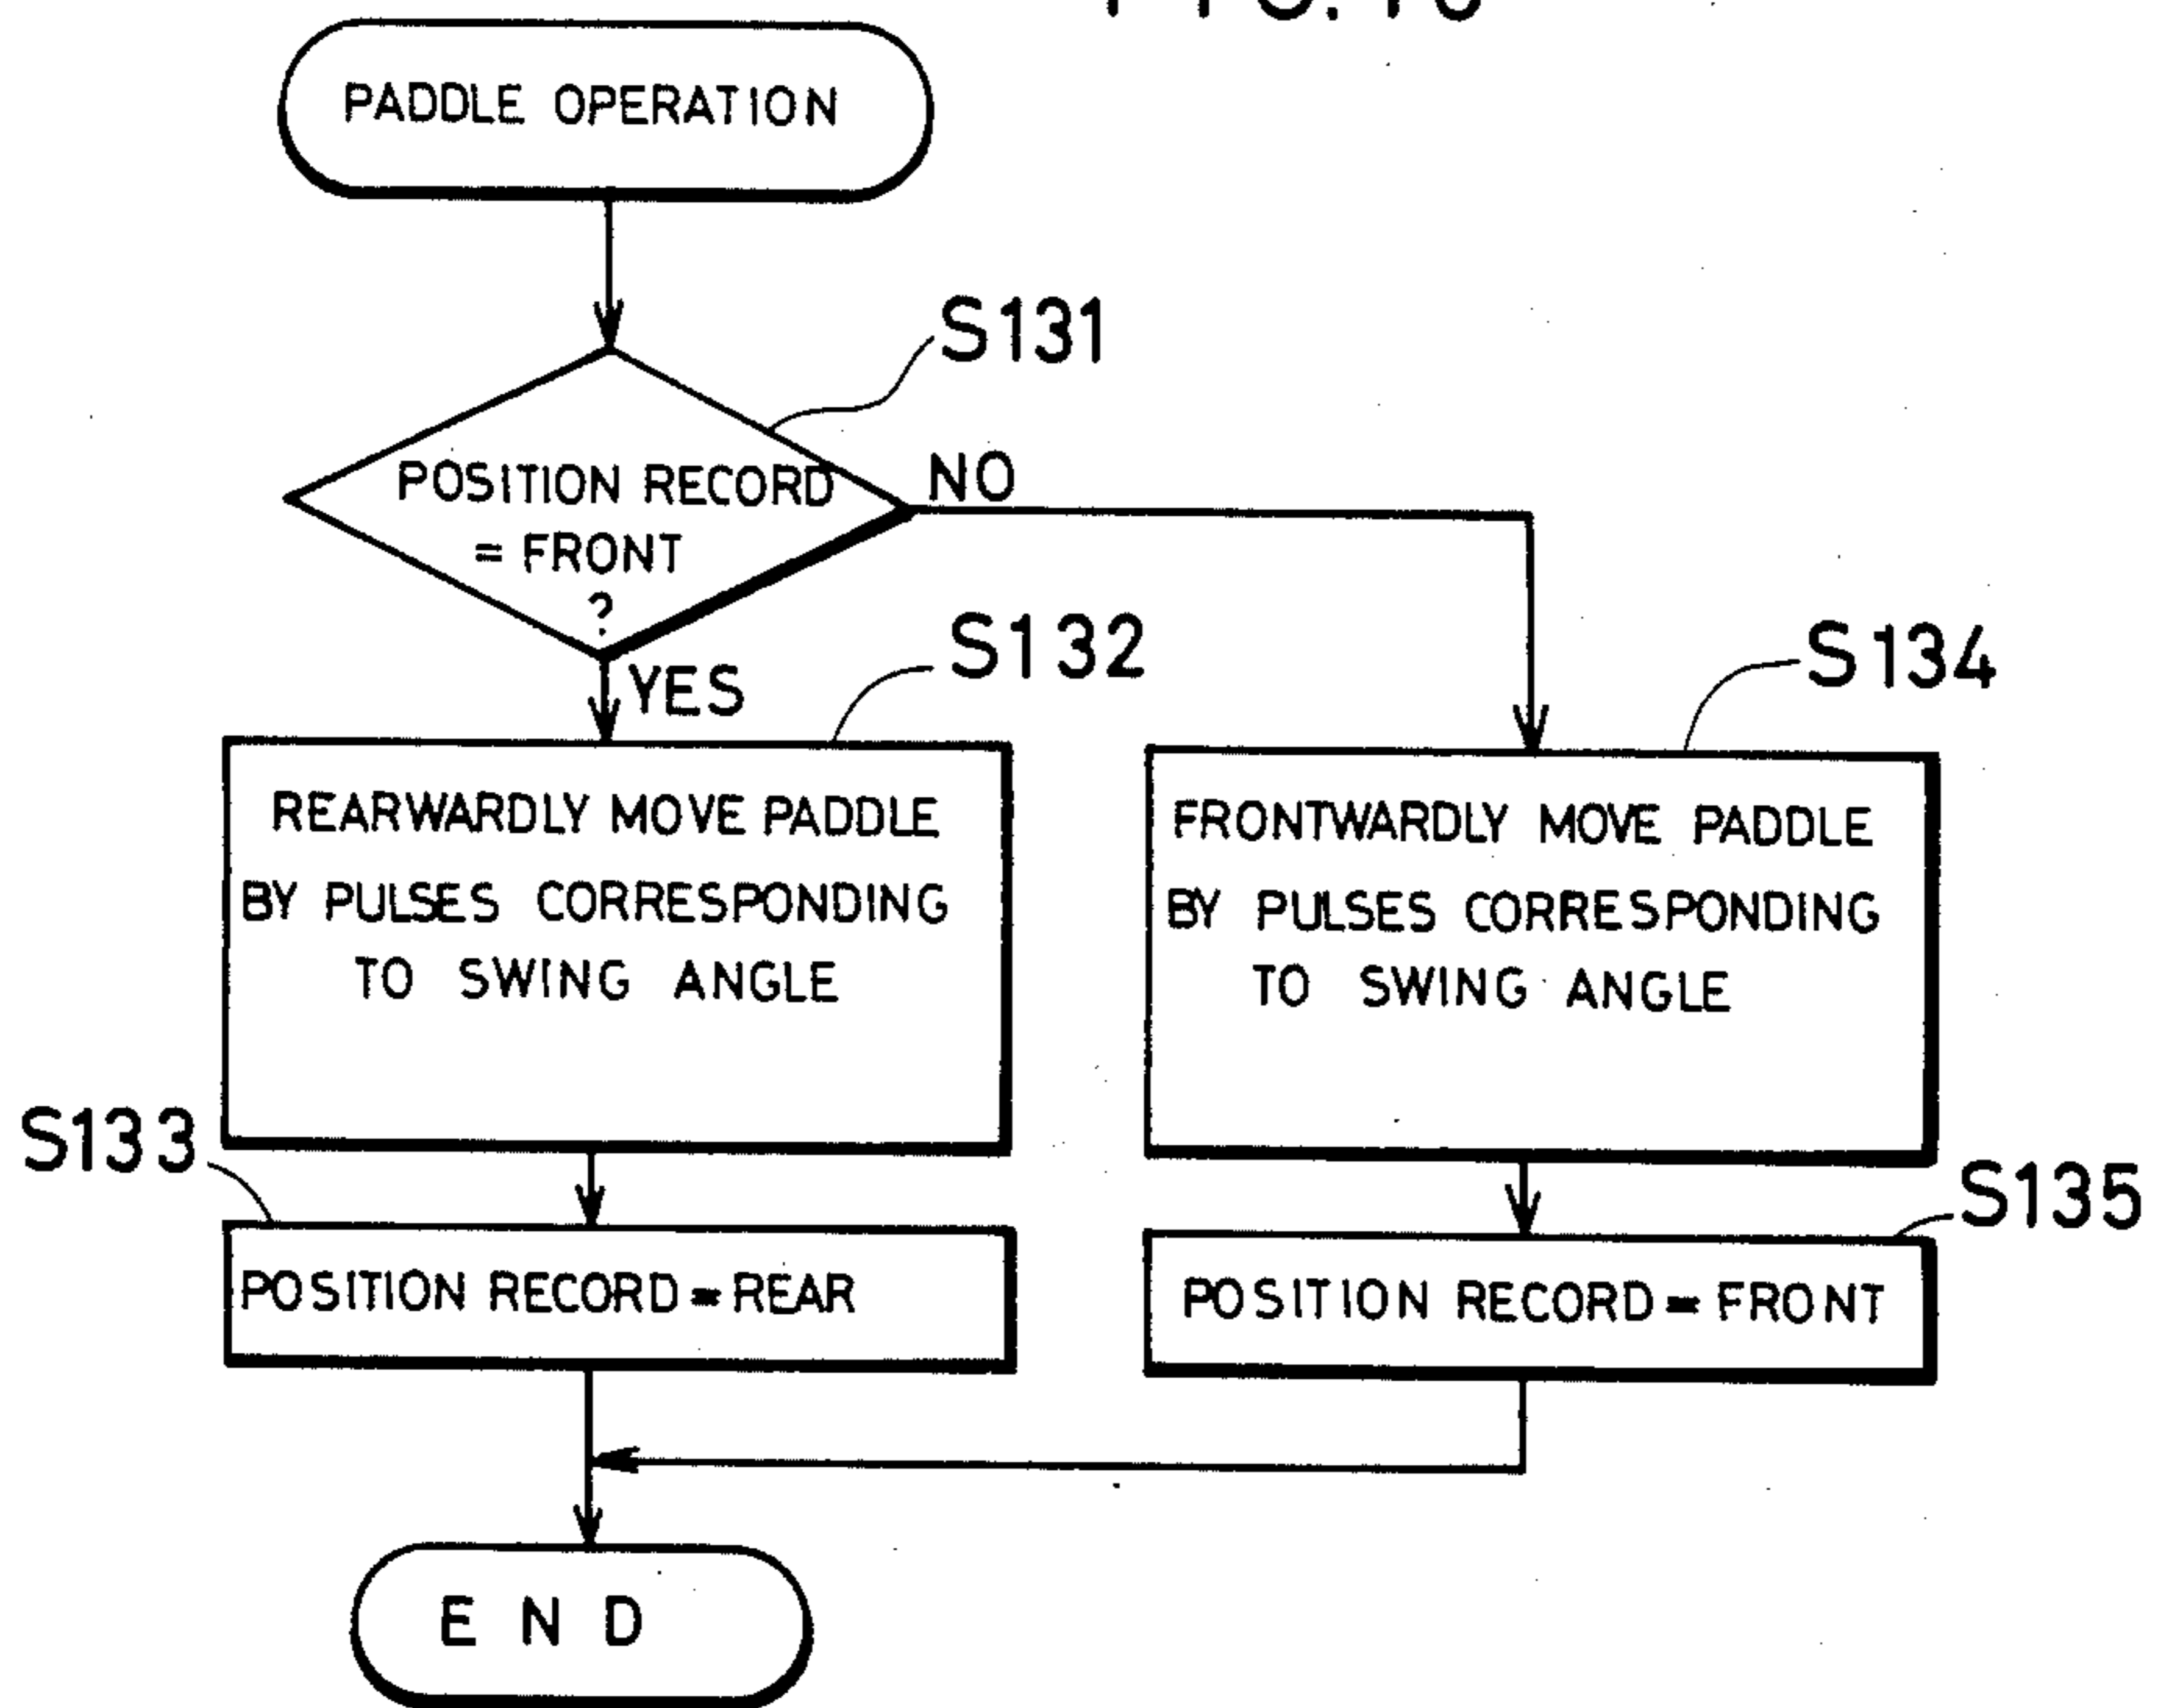 PADDLE OPERATION
S131
POSITION RECORD
= FRONT
?
NO
YES
S132
REARWARDLY MOVE PADDLE
BY PULSES CORRESPONDING
TO SWING ANGLE
S134
FRONTWARDLY MOVE PADDLE
BY PULSES CORRESPONDING
TO SWING ANGLE
S133
POSITION RECORD = REAR
S135
POSITION RECORD = FRONT
END